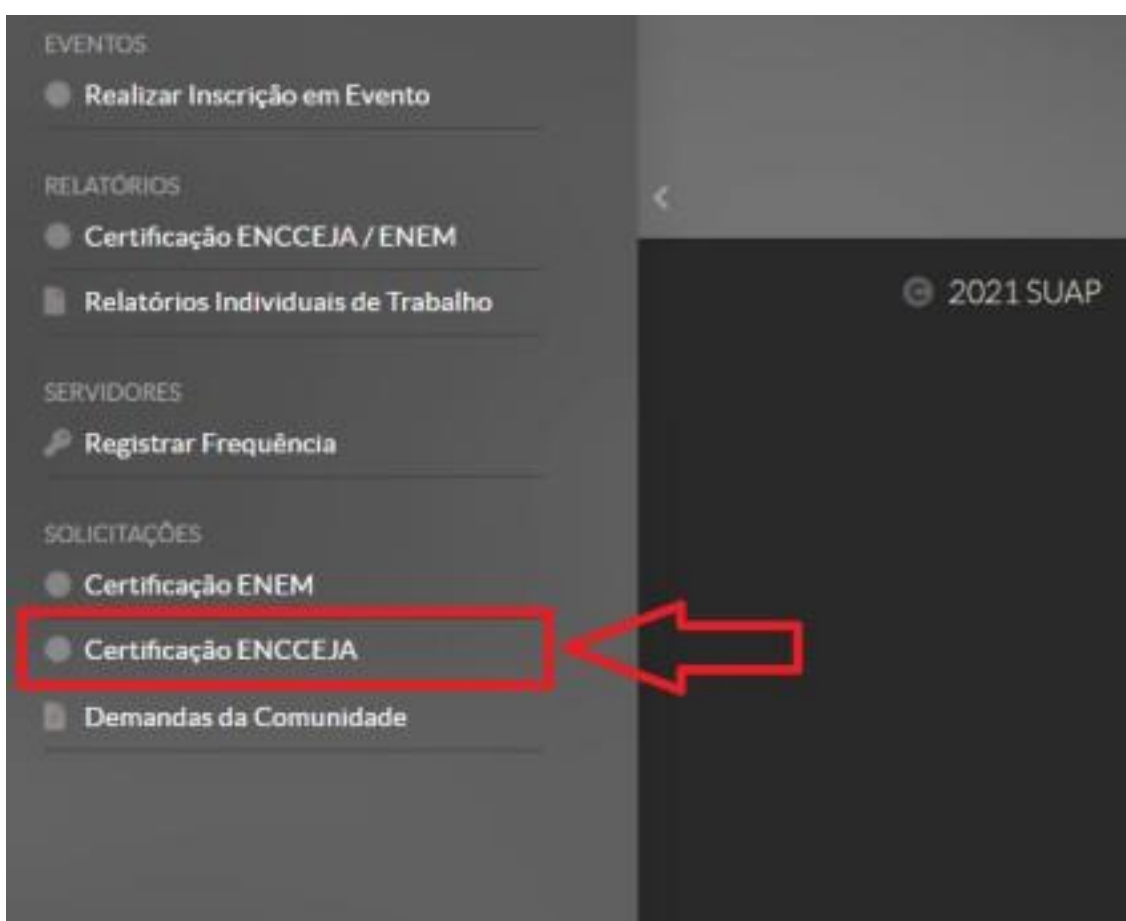 EVENTOS
Realizar Inscrição em Evento
RELATÓRIOS
Certificação ENCCEJA / ENEM
Relatórios Individuais de Trabalho
© 2021 SUAP
SERVIDORES
Registrar Frequência
SOLICITAÇÕES
Certificação ENEM
Certificação ENCCEJA
Demandas da Comunidade